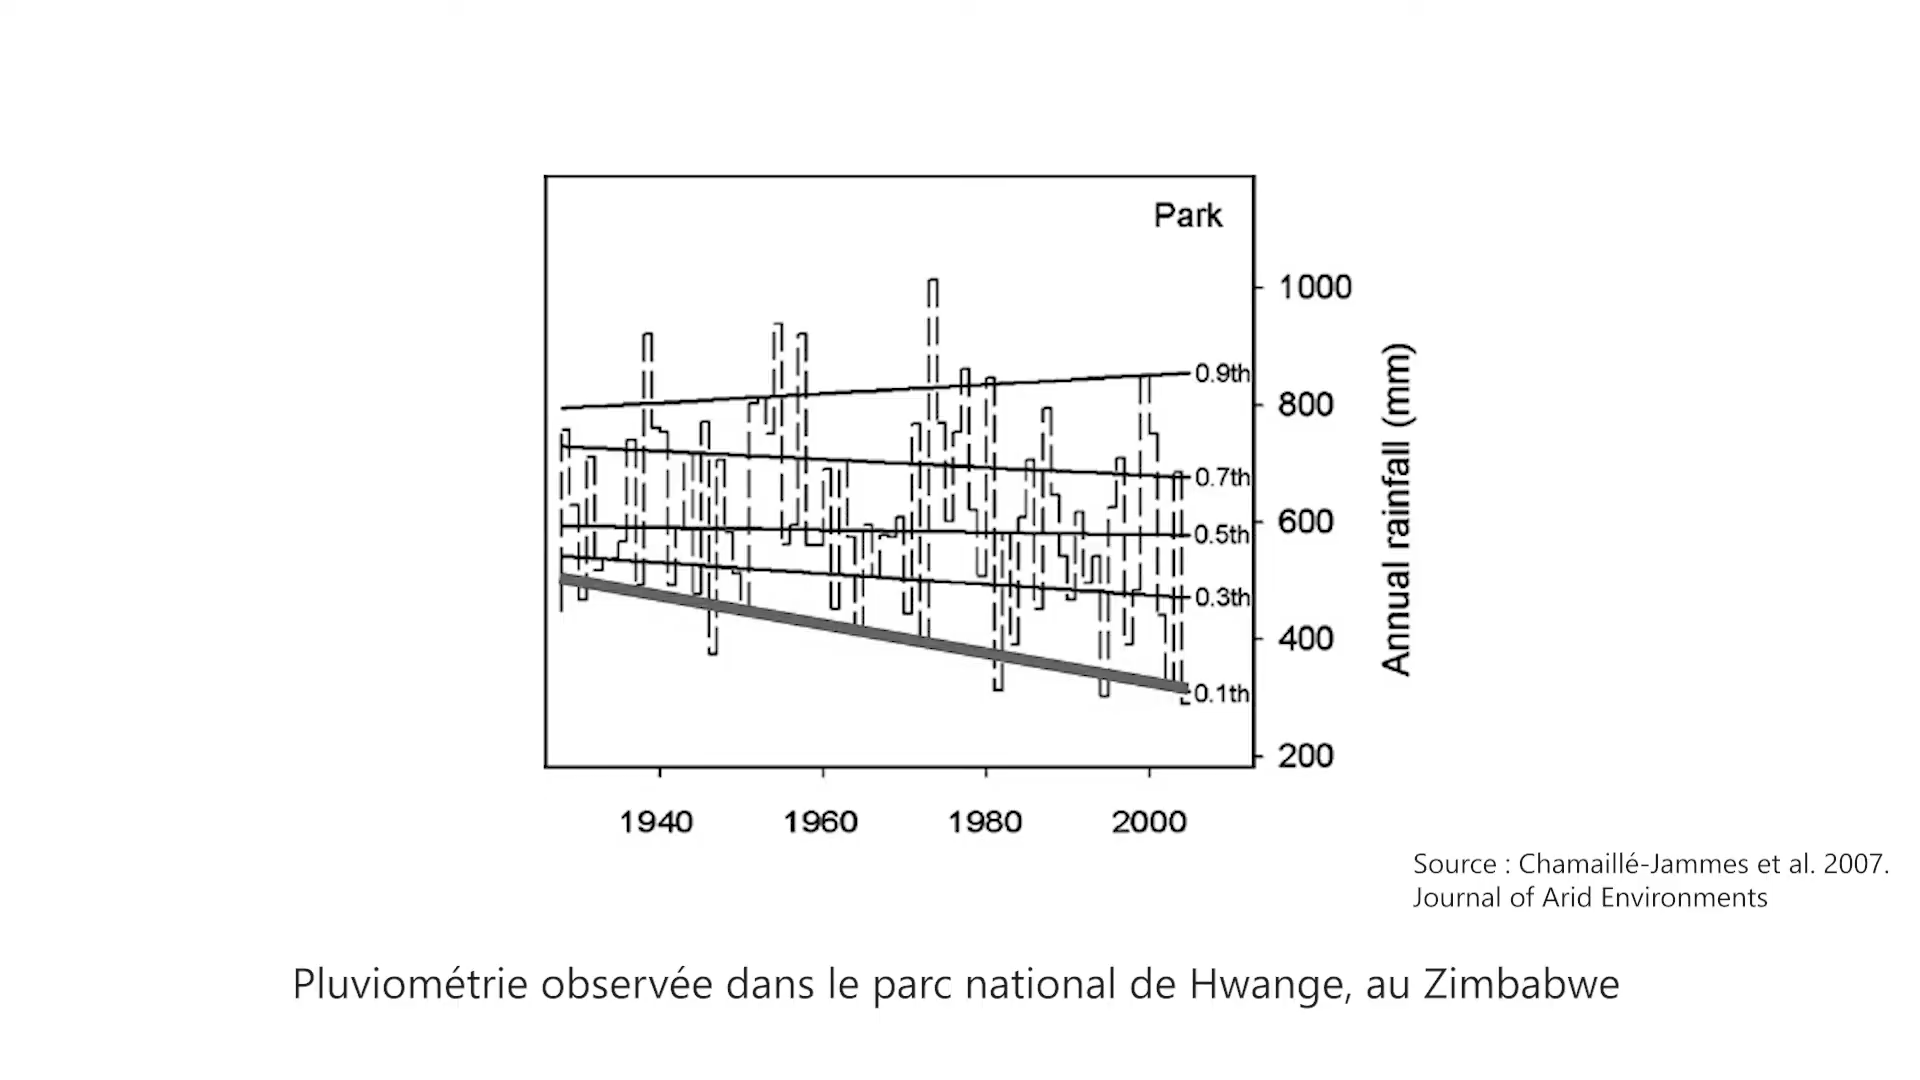 Park
1000
800
600
400
200
Annual rainfall (mm)
0.9th
0.7th
0.5th
0.3th
0.1th
1940 1960 1980 2000
Source : Chamaillé-Jammes et al. 2007.
Journal of Arid Environments
Pluviométrie observée dans le parc national de Hwange, au Zimbabwe